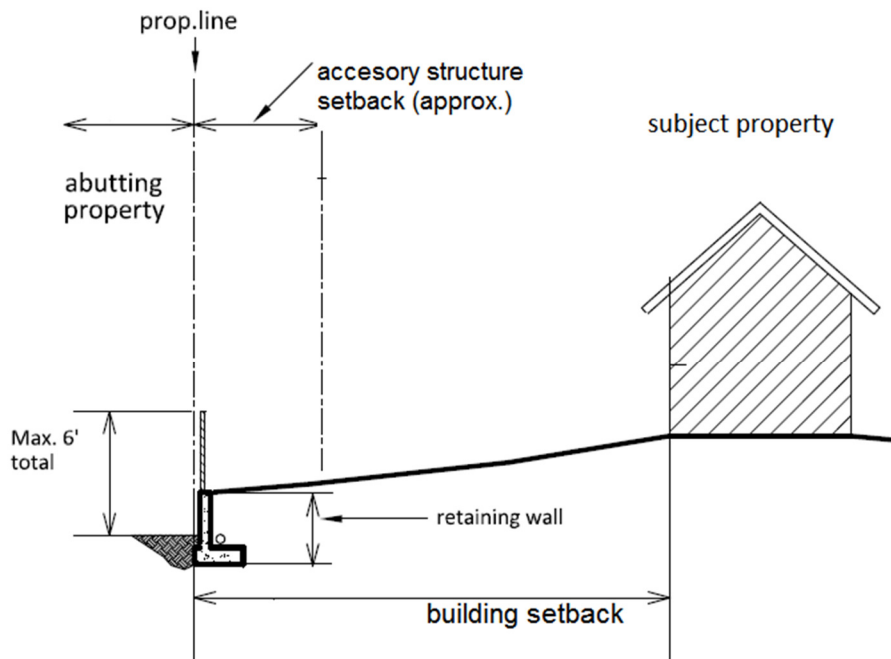 prop.line
accesory structure
setback (approx.)
subject property
abutting
property
Max. 6'
total
retaining wall
building setback